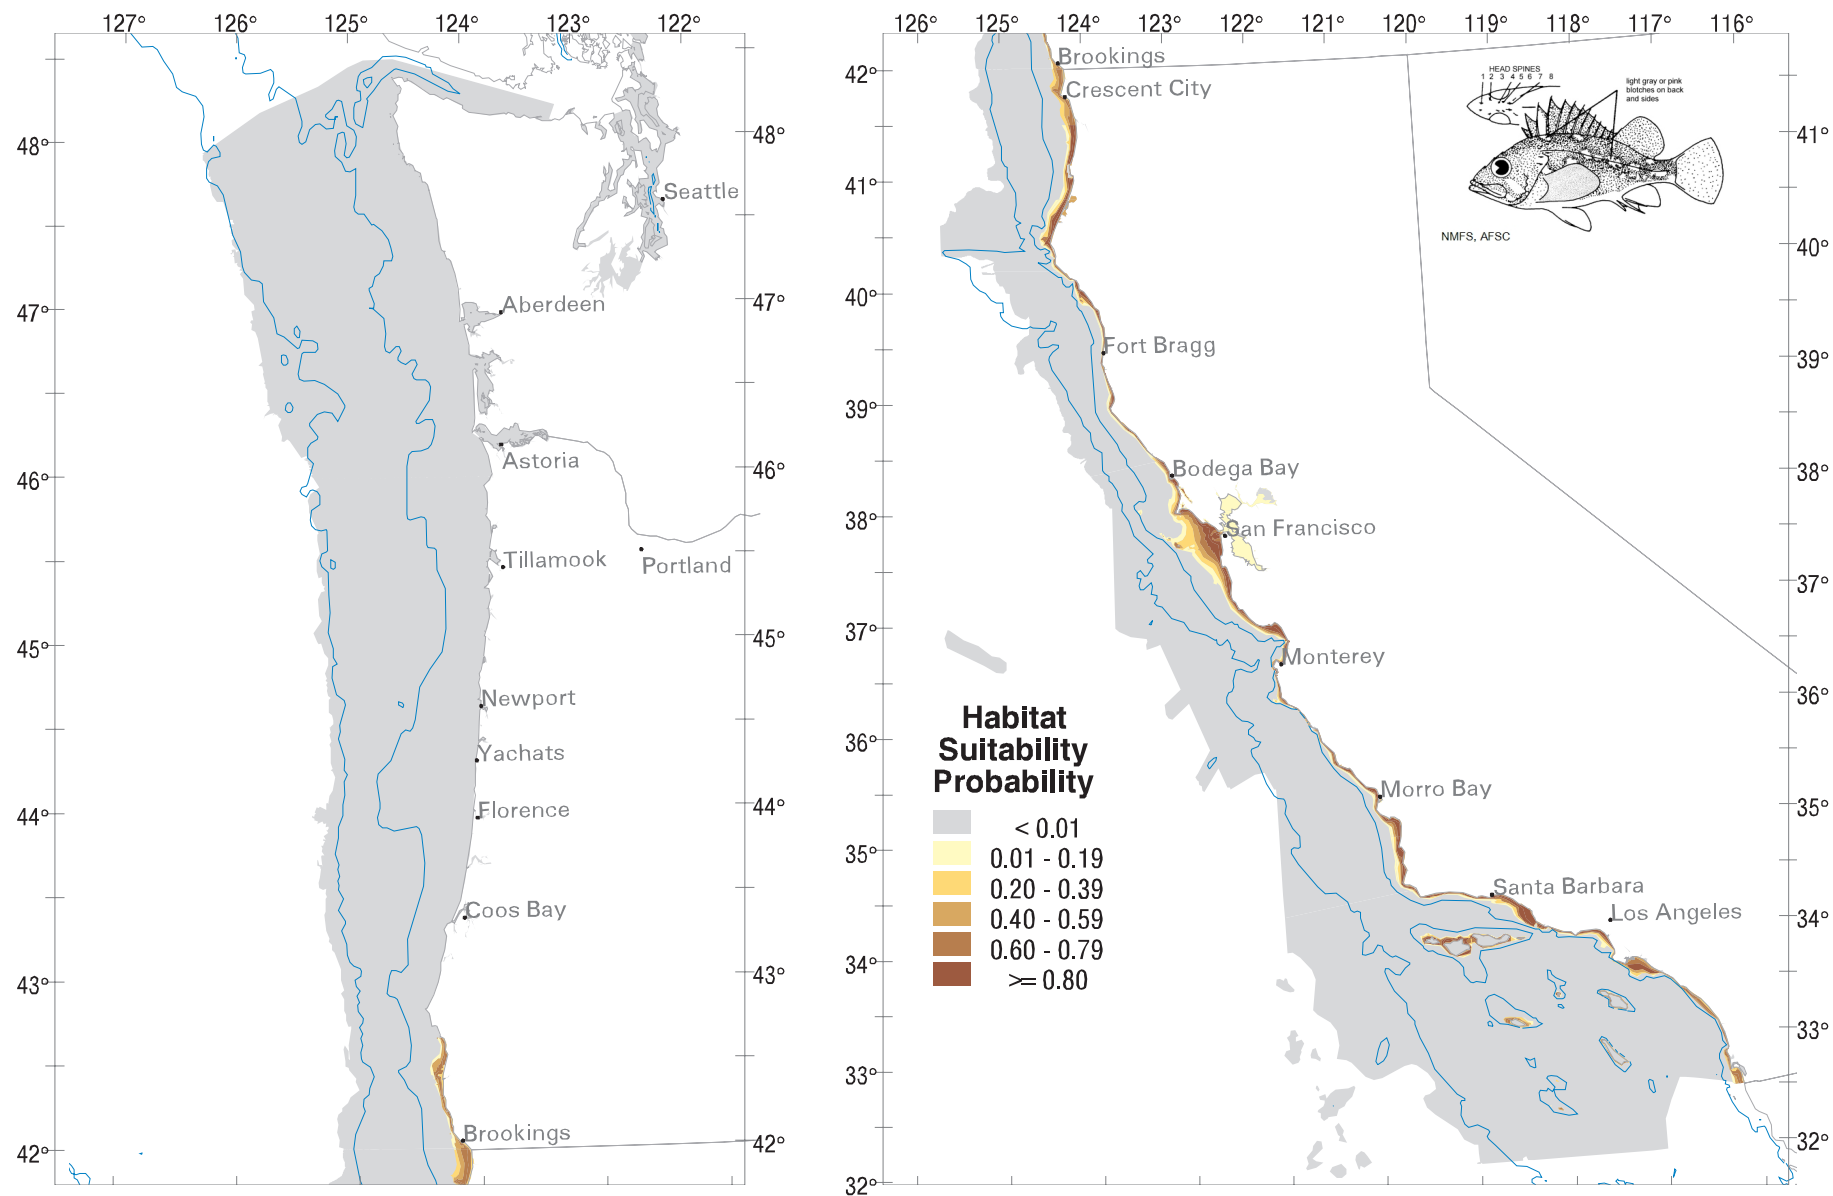 127° 125° 125° 124° 123° 122°
48°
47°
46°
45°
44°
43°
42°
48°
47°
46°
45°
44°
43°
42°
Seattle
Aberdeen
Astoria
Tillamook
Portland
Newport
Yachats
Florence
Coos Bay
Brookings
126° 125° 124° 123° 122° 121° 120° 119° 118° 117° 116°
42°
41°
40°
39°
38°
37°
36°
35°
34°
33°
32°
41°
40°
39°
38°
37°
36°
35°
34°
33°
32°
Brookings
Crescent City
Fort Bragg
Bodega Bay
San Francisco
Monterey
Morro Bay
Santa Barbara
Los Angeles
HEAD SPINES
1 2 3 4 5 6 7 8
light gray or pink
blotches on back
and sides
NMFS, AFSC
Habitat
Suitability
Probability
< 0.01
0.01 - 0.19
0.20 - 0.39
0.40 - 0.59
0.60 - 0.79
>= 0.80